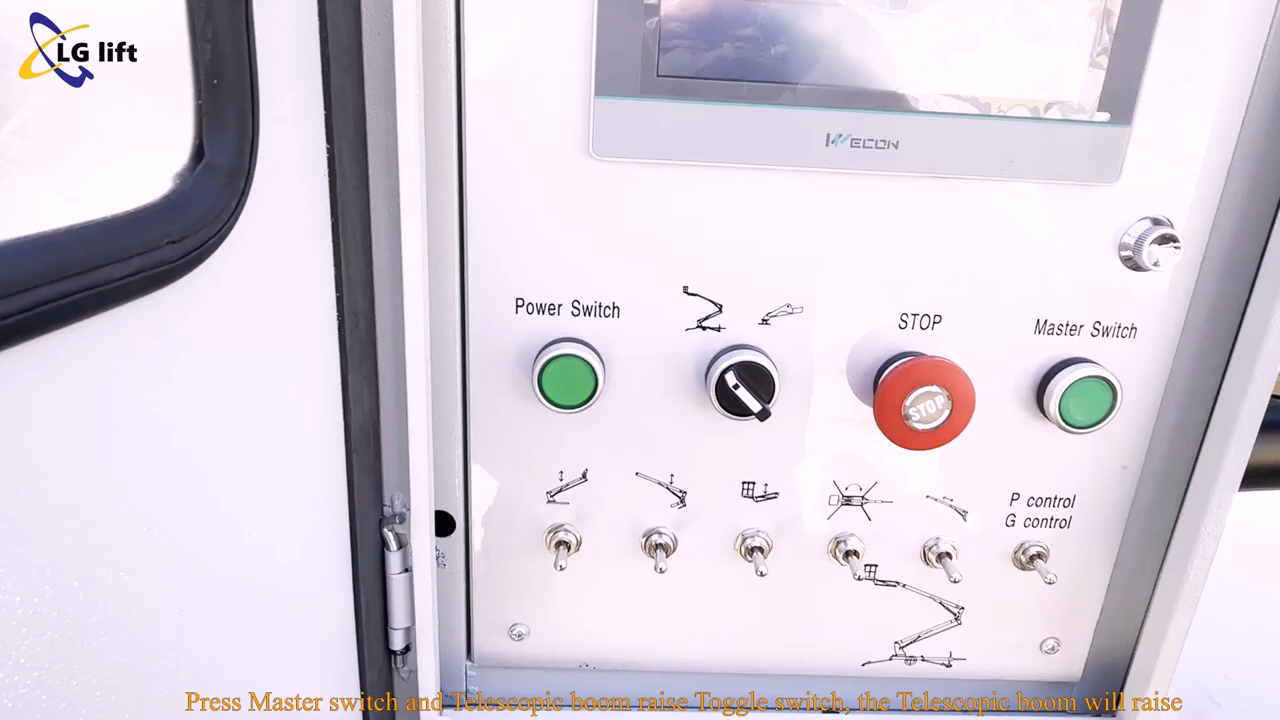 LG lift
WECON
Power Switch
STOP
Master Switch
STOP
P control
G control
Press Master switch and Telescopic boom raise Toggle switch, the Telescopic boom will raise